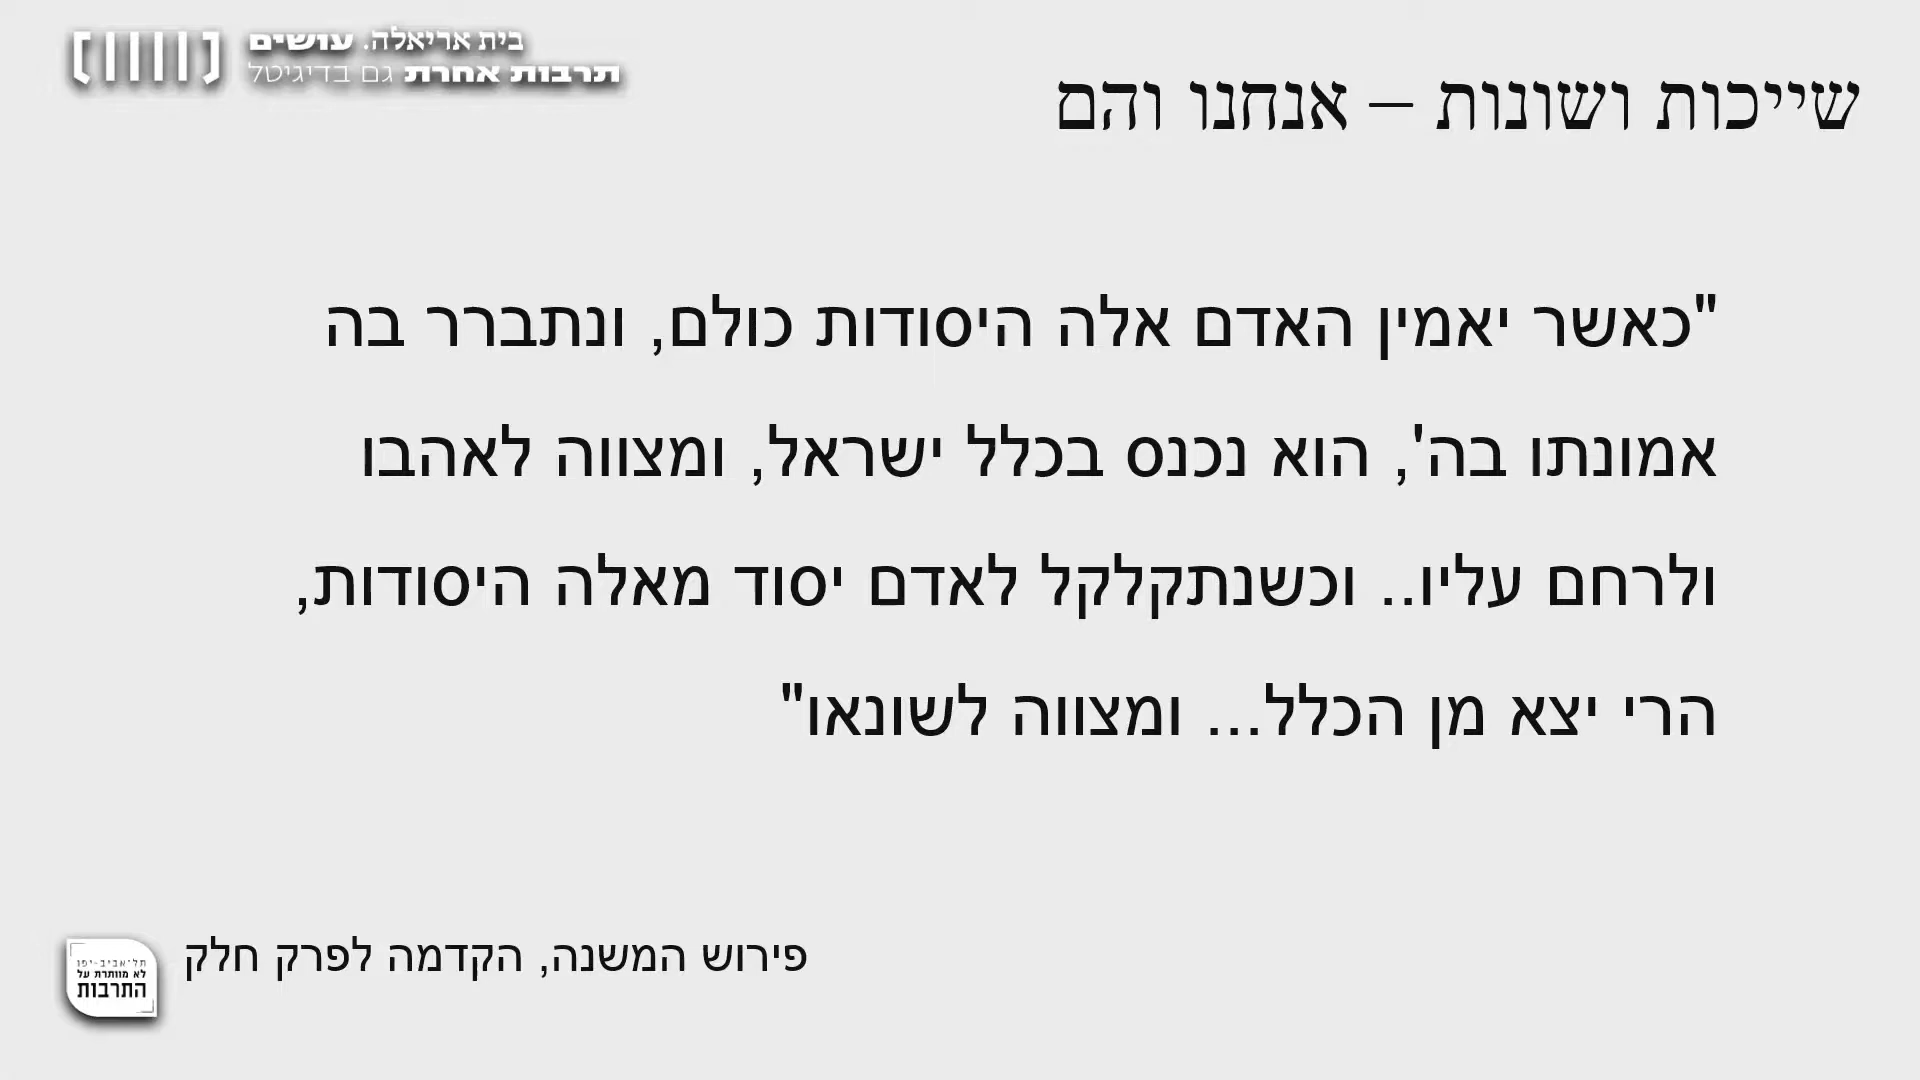 בית אריאלה. עושים
תרבות אחרת גם בדיגיטל
שייכות ושונות – אנחנו והם
"כאשר יאמין האדם אלה היסודות כולם, ונתברר בה
אמונתו בה', הוא נכנס בכלל ישראל, ומצווה לאהבו
ולרחם עליו.. וכשנתקלקל לאדם יסוד מאלה היסודות,
הרי יצא מן הכלל... ומצווה לשונאו"
פירוש המשנה, הקדמה לפרק חלק
תל-אביב-יפו
לא מוותרת על
התרבות